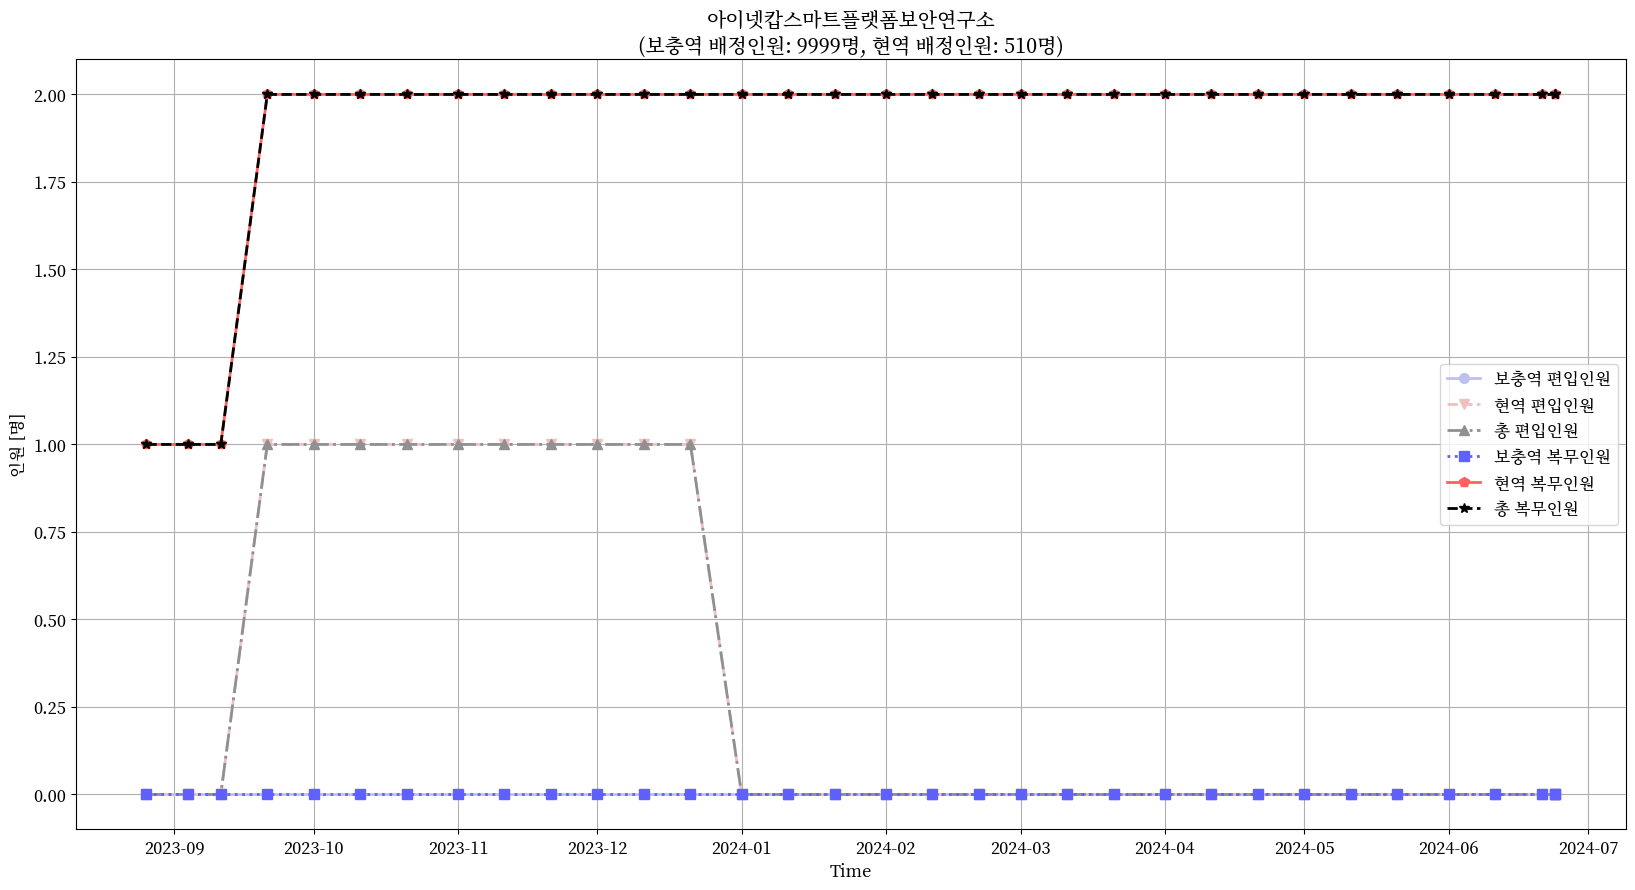 아이넷캅스마트플랫폼보안연구소
(보충역 배정인원: 9999명, 현역 배정인원: 510명)
2.00
1.75
1.50
1.25
1.00
0.75
0.50
0.25
0.00
인원 [명]
보충역 편입인원
현역 편입인원
총 편입인원
보충역 복무인원
현역 복무인원
총 복무인원
2023-09 2023-10 2023-11 2023-12 2024-01 2024-02 2024-03 2024-04 2024-05 2024-06 2024-07
Time